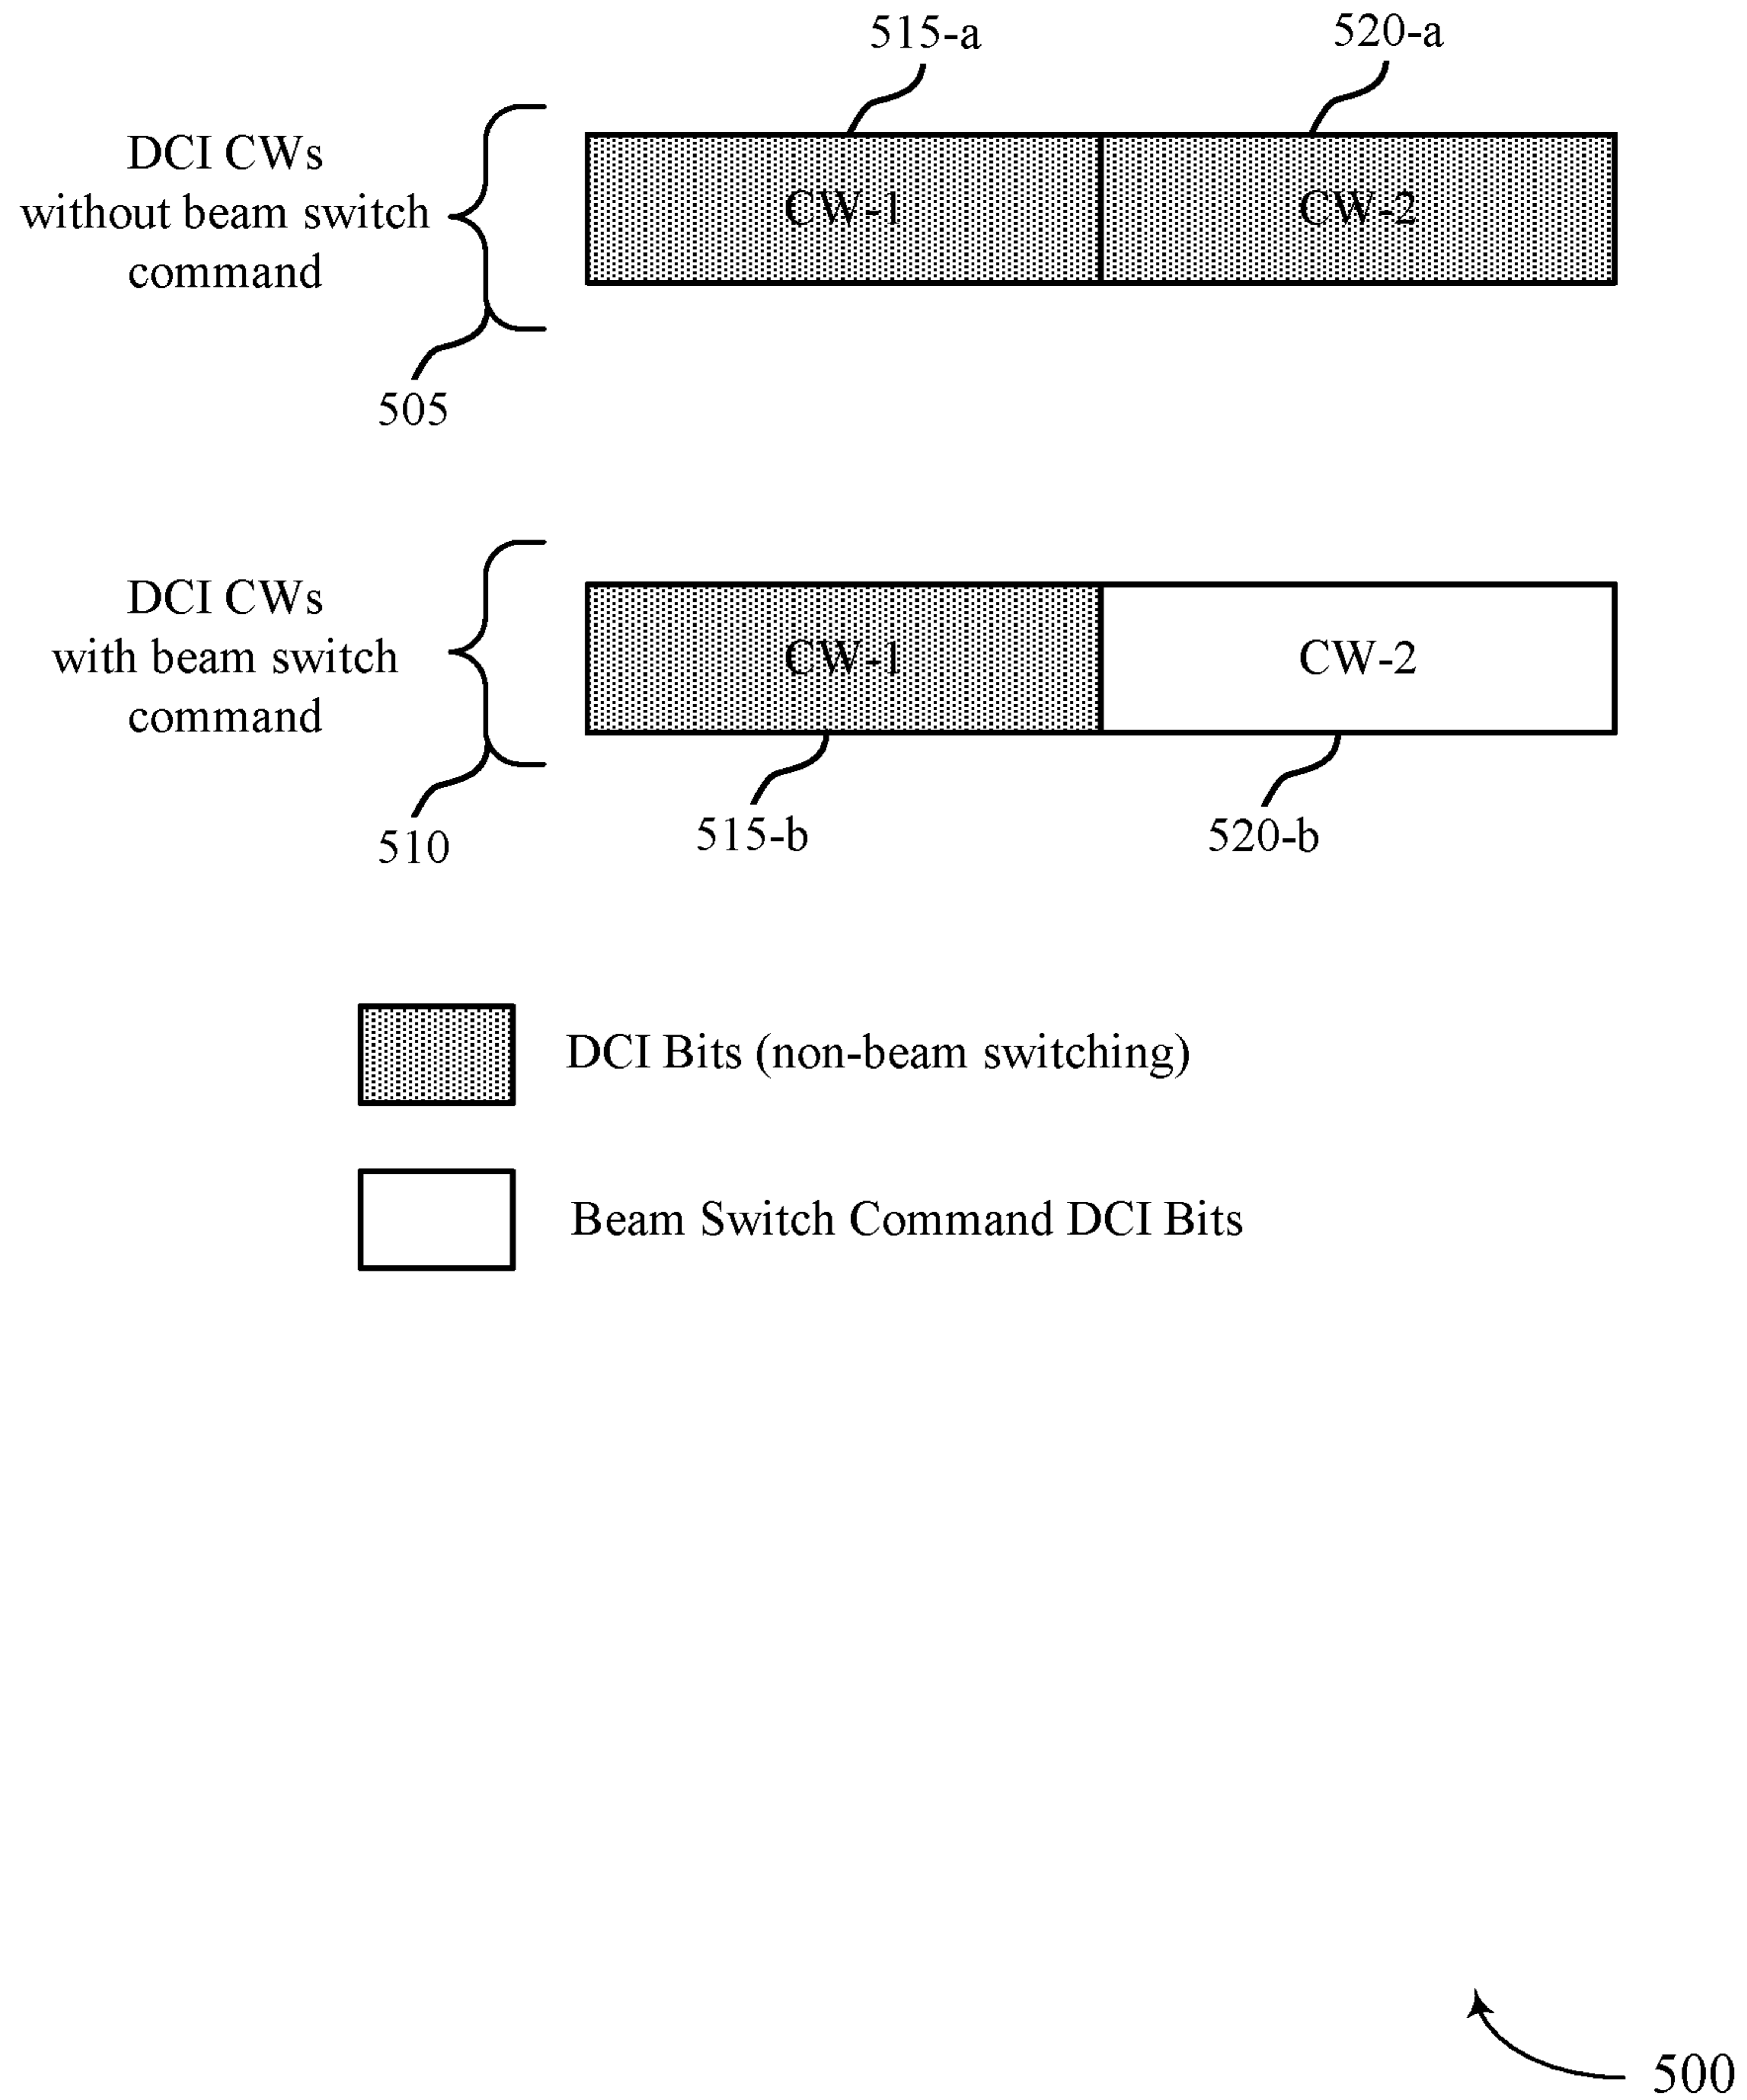 515-a
520-a
DCI CWs
without beam switch
command
CW-1
CW-2
505
DCI CWs
with beam switch
command
CW-1
CW-2
510
515-b
520-b
DCI Bits (non-beam switching)
Beam Switch Command DCI Bits
500